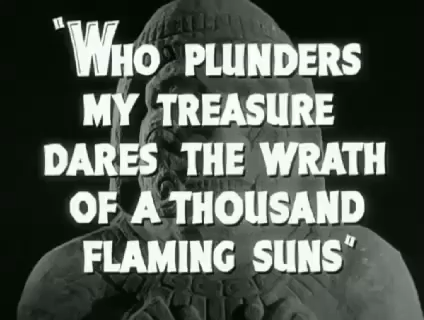 "WHO PLUNDERS
MY TREASURE
DARES THE WRATH
OF A THOUSAND
FLAMING SUNS"